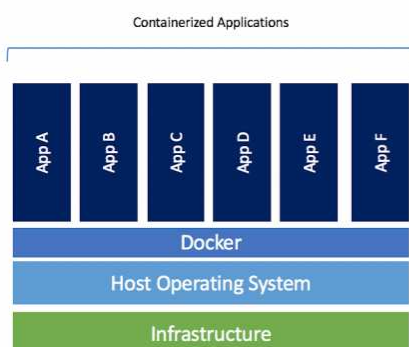 Containerized Applications
App A
App B
App C
App D
App E
App F
Docker
Host Operating System
Infrastructure